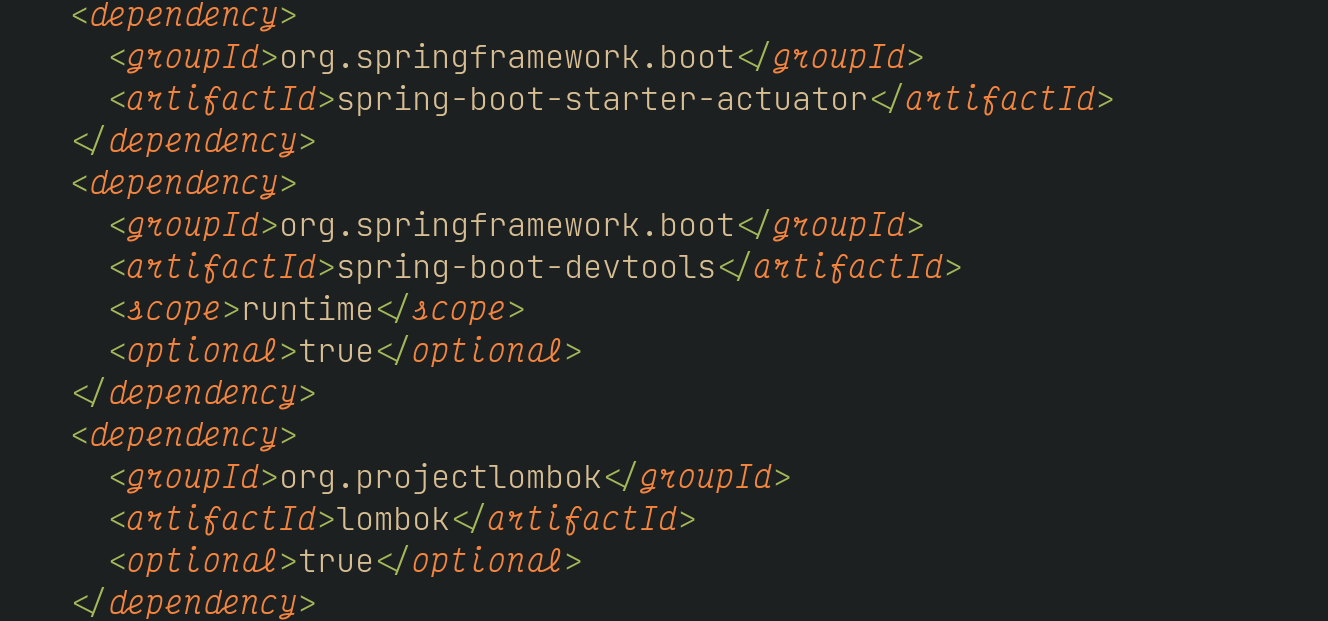 <dependency>
<groupId>org.springframework.boot</groupId>
<artifactId>spring-boot-starter-actuator</artifactId>
</dependency>
<dependency>
<groupId>org.springframework.boot</groupId>
<artifactId>spring-boot-devtools</artifactId>
<scope>runtime</scope>
<optional>true</optional>
</dependency>
<dependency>
<groupId>org.projectlombok</groupId>
<artifactId>lombok</artifactId>
<optional>true</optional>
</dependency>